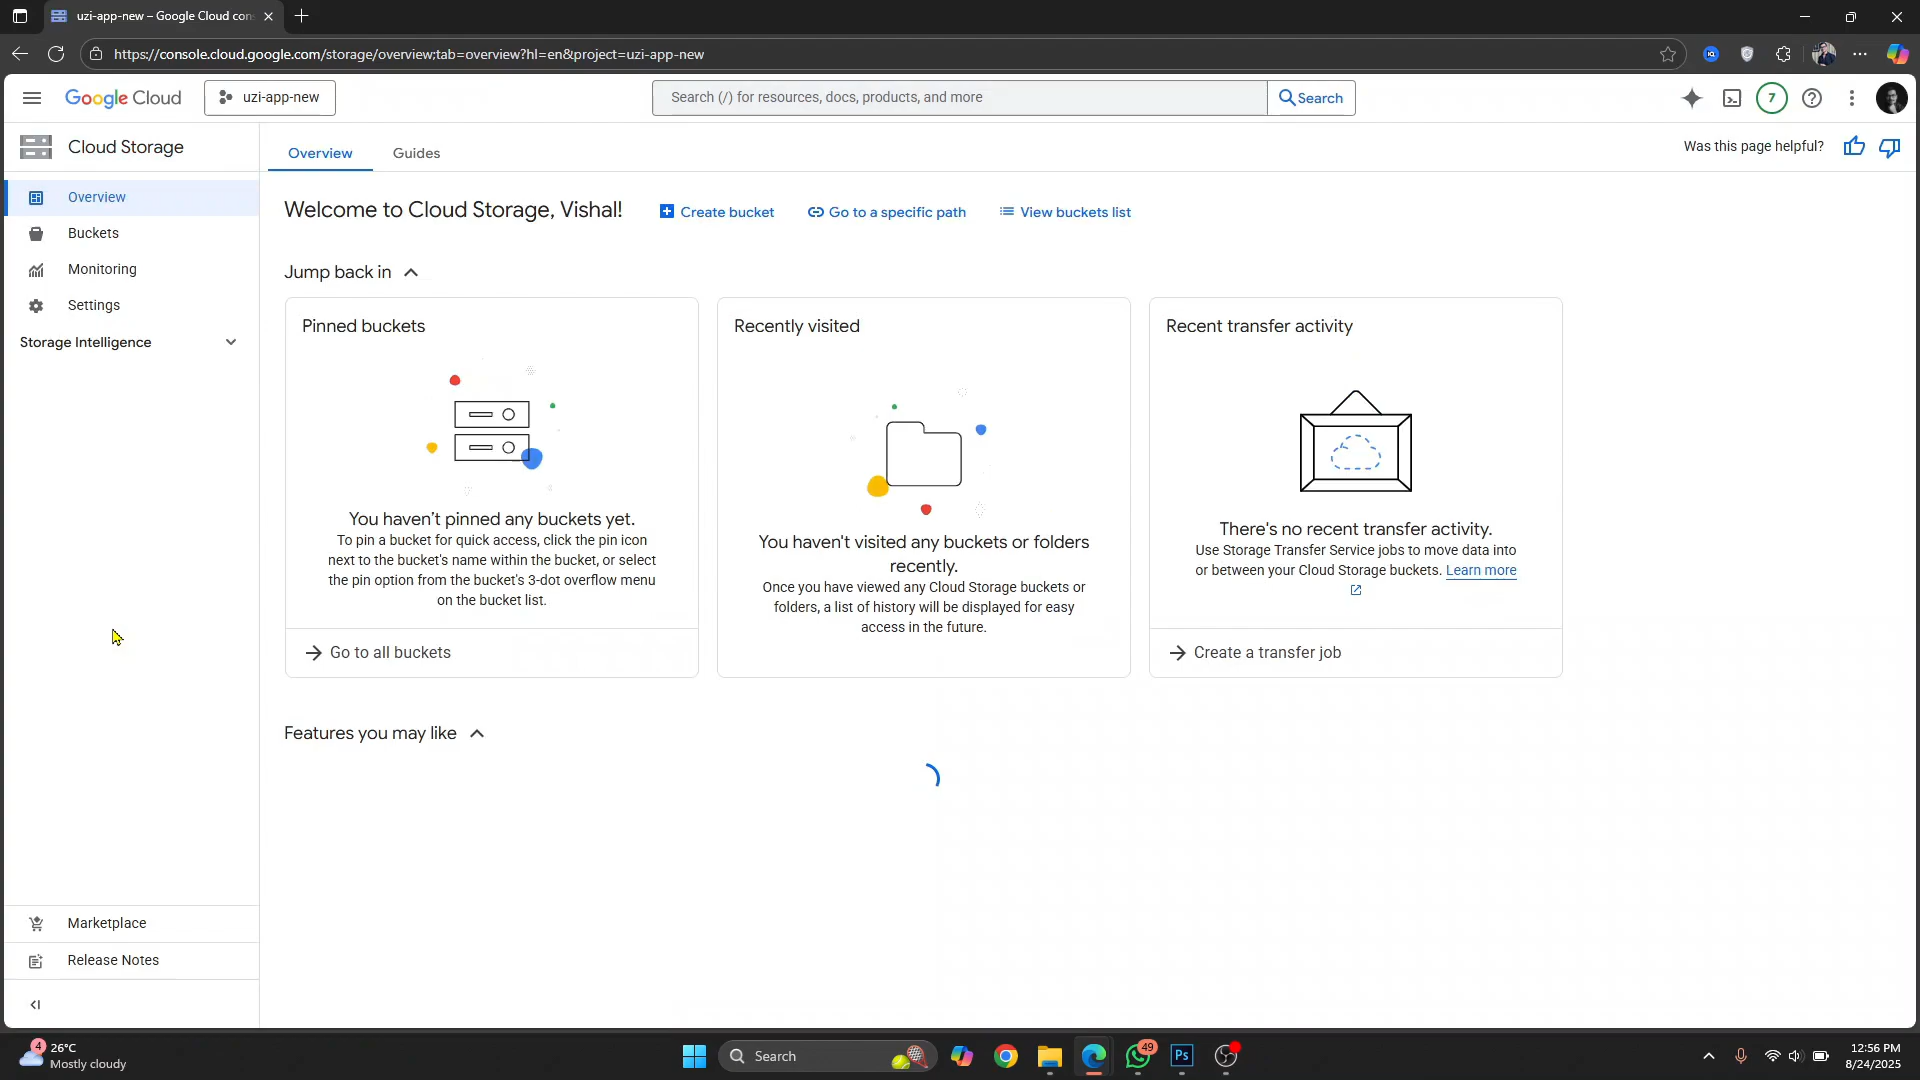 uzi-app-new – Google Cloud con
https://console.cloud.google.com/storage/overview;tab=overview?hl=en&project=uzi-app-new
Google Cloud
uzi-app-new
Search (/) for resources, docs, products, and more
Search
7
Cloud Storage
Overview
Guides
Was this page helpful?
Overview
Buckets
Monitoring
Settings
Storage Intelligence
Welcome to Cloud Storage, Vishal!
Create bucket
Go to a specific path
View buckets list
Jump back in
Pinned buckets
You haven’t pinned any buckets yet.
To pin a bucket for quick access, click the pin icon
next to the bucket's name within the bucket, or select
the pin option from the bucket's 3-dot overflow menu
on the bucket list.
Go to all buckets
Recently visited
You haven't visited any buckets or folders
recently.
Once you have viewed any Cloud Storage buckets or
folders, a list of history will be displayed for easy
access in the future.
Recent transfer activity
There's no recent transfer activity.
Use Storage Transfer Service jobs to move data into
or between your Cloud Storage buckets. Learn more
Create a transfer job
Features you may like
Marketplace
Release Notes
4
26°C
Mostly cloudy
Search
49
Ps
12:56 PM
8/24/2025